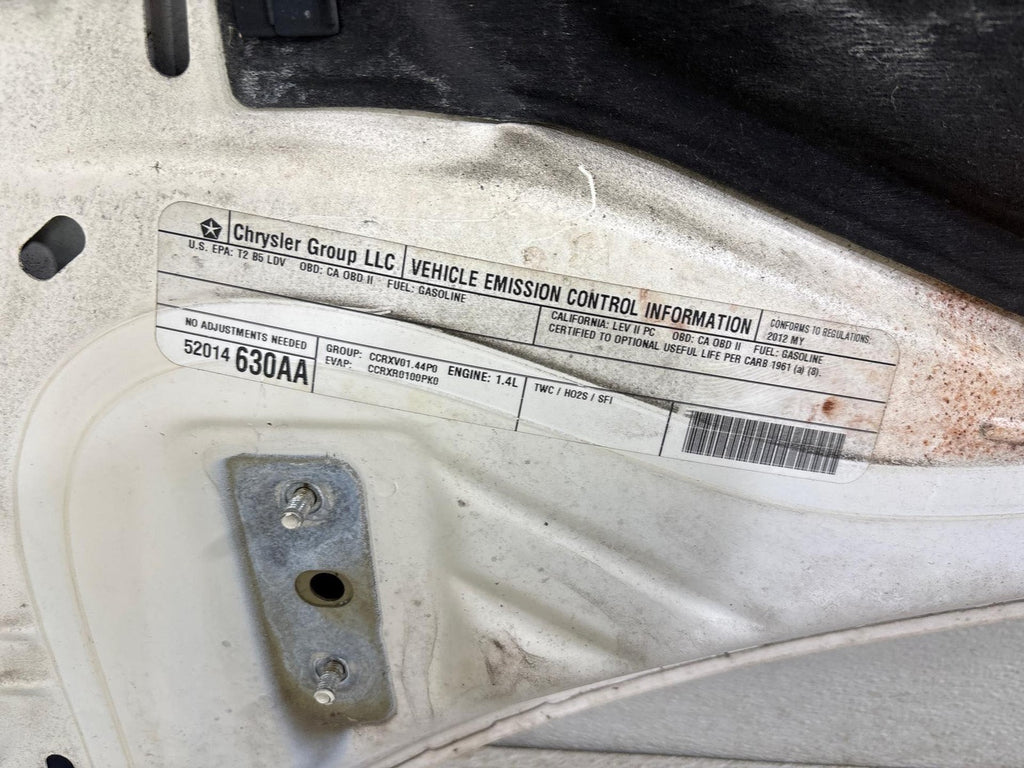 Chrysler Group LLC
VEHICLE EMISSION CONTROL INFORMATION
CONFORMS TO REGULATIONS:
2012 MY
U.S. EPA: T2 B5 LDV OBD: CA OBD II FUEL: GASOLINE
CALIFORNIA: LEV II PC OBD: CA OBD II FUEL: GASOLINE
CERTIFIED TO OPTIONAL USEFUL LIFE PER CARB 1961 (a) (8).
NO ADJUSTMENTS NEEDED
52014 630AA
GROUP: CCRXV01.44P0 ENGINE: 1.4L
EVAP: CCRXR0100PK0
TWC / HO2S / SFI